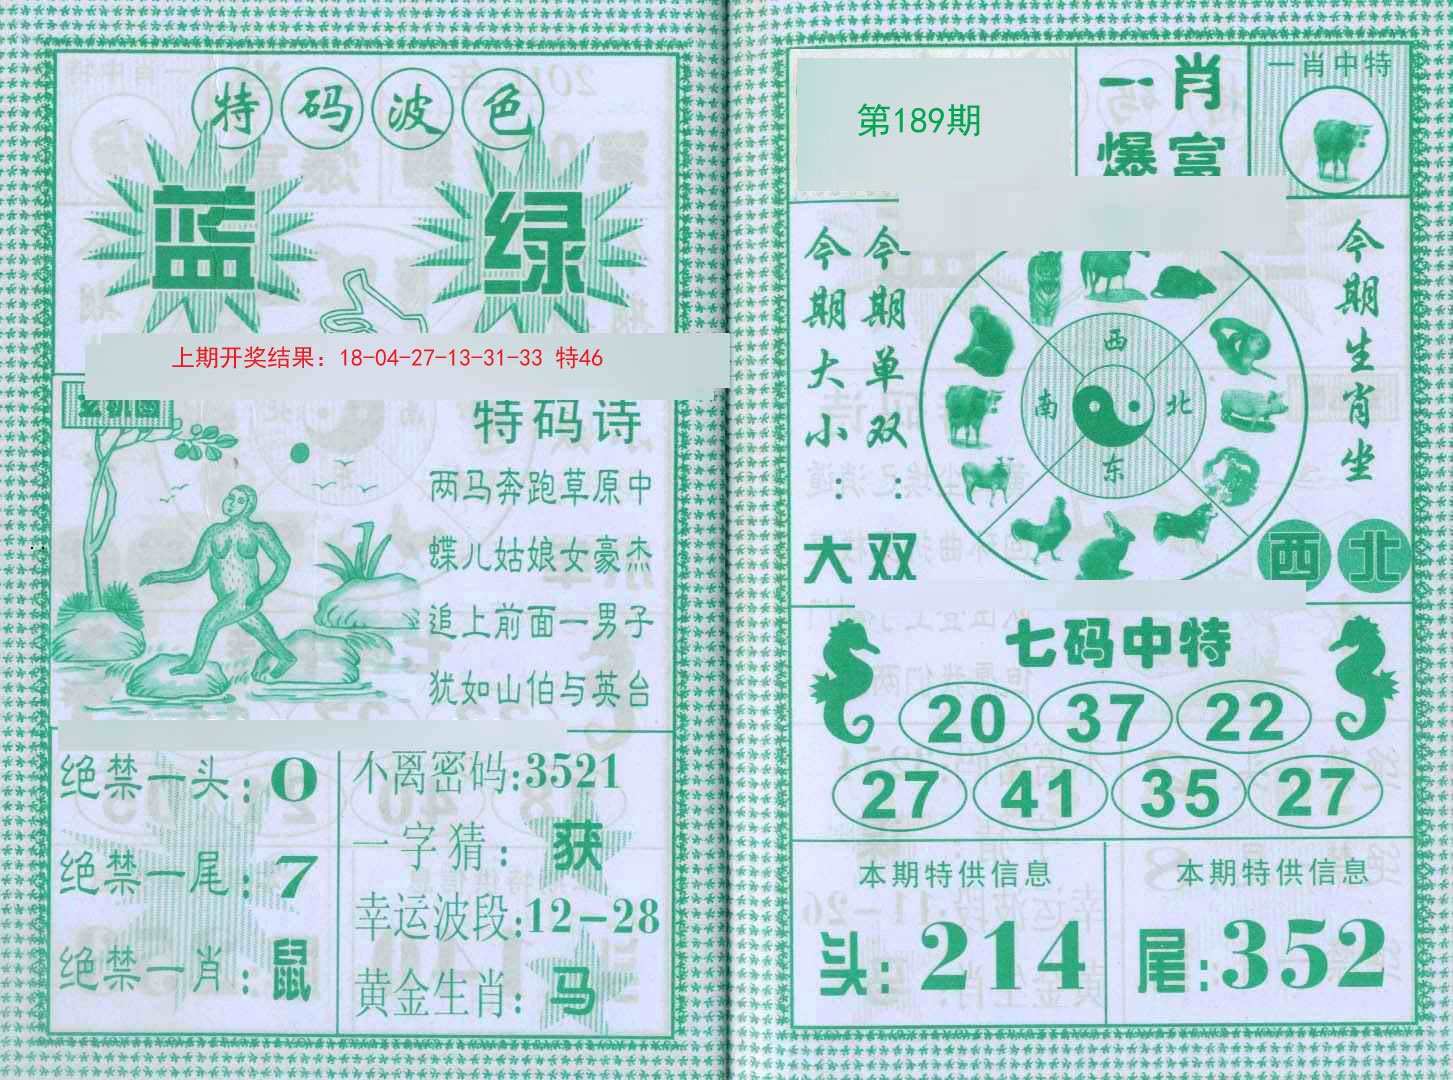 特码波色
蓝 绿
上期开奖结果：18-04-27-13-31-33 特46
玄机图
特码诗
两马奔跑草原中
蝶儿姑娘女豪杰
追上前面一男子
犹如山伯与英台
绝禁一头：0
绝禁一尾：7
绝禁一肖：鼠
不离密码：3521
一字猜：获
幸运波段：12-28
黄金生肖：马
第189期
一肖
爆富
一肖中特
今期大小：大
今期单双：双
西
南 北
东
今期生肖坐
西 北
七码中特
20 37 22
27 41 35 27
本期特供信息
头：214
本期特供信息
尾：352